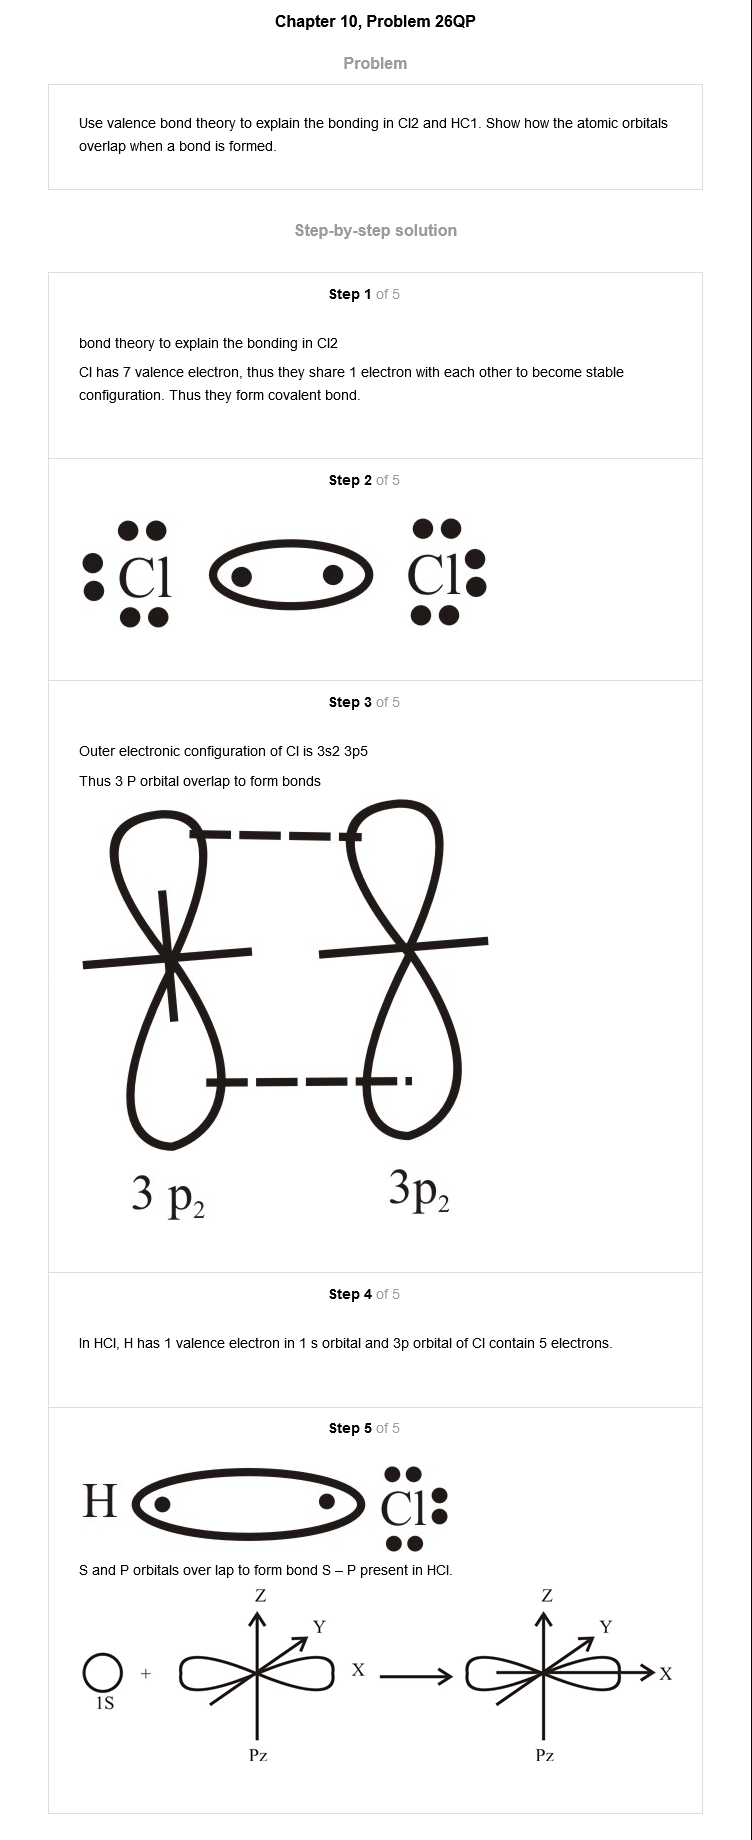 Chapter 10, Problem 26QP
Problem
Use valence bond theory to explain the bonding in Cl2 and HC1. Show how the atomic orbitals
overlap when a bond is formed.
Step-by-step solution
Step 1 of 5
bond theory to explain the bonding in Cl2
Cl has 7 valence electron, thus they share 1 electron with each other to become stable
configuration. Thus they form covalent bond.
Step 2 of 5
Cl Cl
Step 3 of 5
Outer electronic configuration of Cl is 3s2 3p5
Thus 3 P orbital overlap to form bonds
3 p₂ 3p₂
Step 4 of 5
In HCl, H has 1 valence electron in 1 s orbital and 3p orbital of Cl contain 5 electrons.
Step 5 of 5
H Cl
S and P orbitals over lap to form bond S – P present in HCl.
Z Z
Y Y
+ X X
1S
Pz Pz